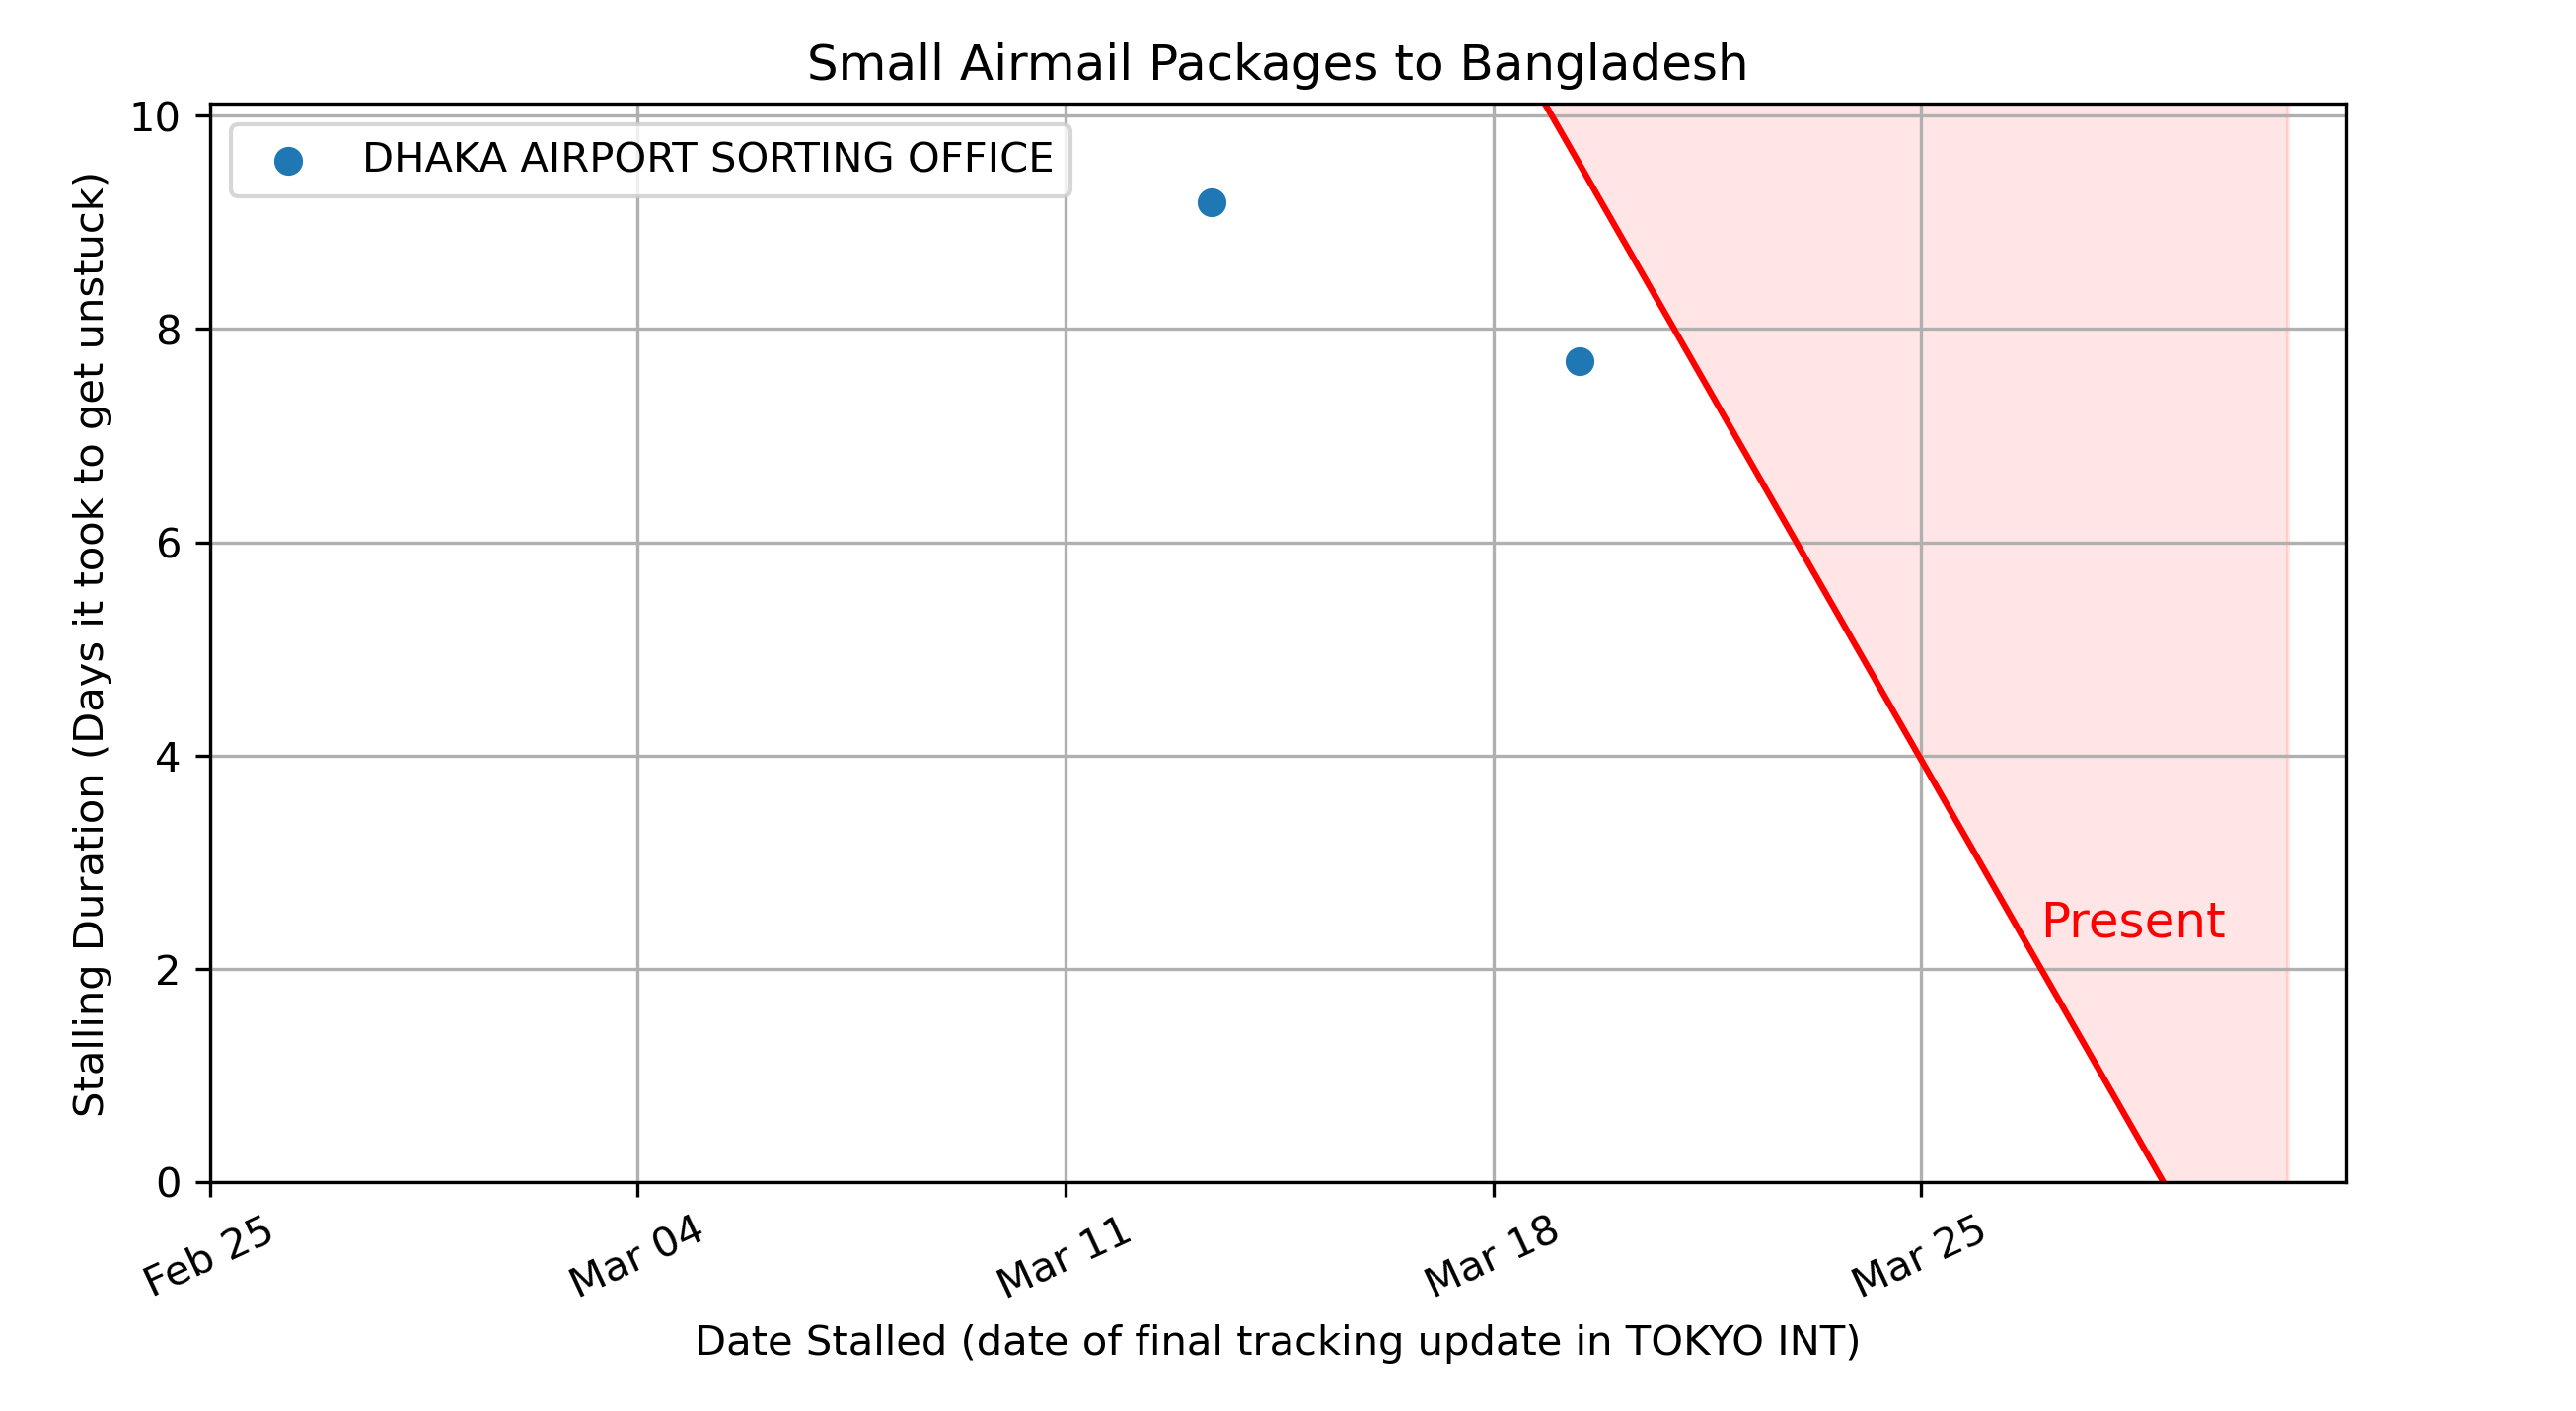 Small Airmail Packages to Bangladesh
DHAKA AIRPORT SORTING OFFICE
Stalling Duration (Days it took to get unstuck)
10
8
6
4
2
0
Present
Feb 25
Mar 04
Mar 11
Mar 18
Mar 25
Date Stalled (date of final tracking update in TOKYO INT)